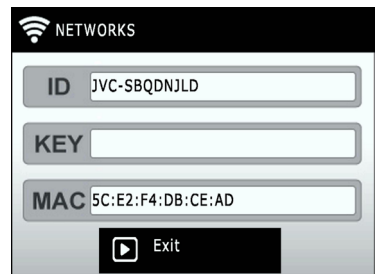 NETWORKS
ID JVC-SBQDNJLD
KEY
MAC 5C:E2:F4:DB:CE:AD
Exit